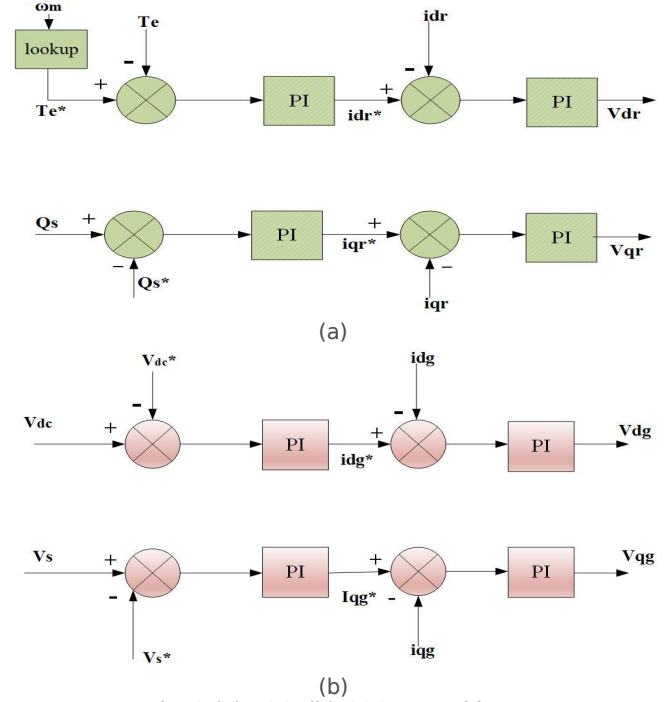 ωm
lookup
Te
idr
-
-
+
+
PI
PI
Te*
idr*
Vdr
Qs
+
+
PI
PI
iqr*
Vqr
-
-
Qs*
iqr
(a)
Vdc*
idg
-
-
Vdc
+
+
PI
PI
idg*
Vdg
Vs
+
+
PI
PI
Vqg
-
Iqg*
-
Vs*
iqg
(b)